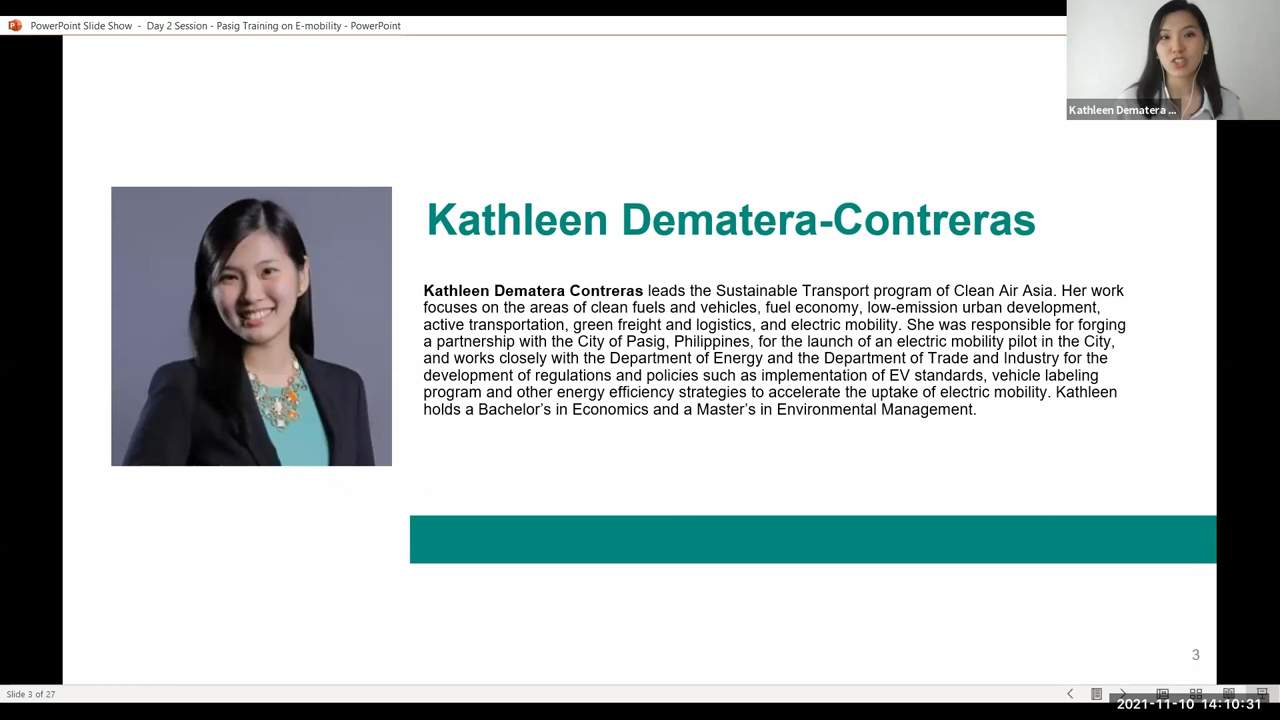 PowerPoint Slide Show - Day 2 Session - Pasig Training on E-mobility - PowerPoint
Kathleen Dematera ...
Kathleen Dematera-Contreras
Kathleen Dematera Contreras leads the Sustainable Transport program of Clean Air Asia. Her work
focuses on the areas of clean fuels and vehicles, fuel economy, low-emission urban development,
active transportation, green freight and logistics, and electric mobility. She was responsible for forging
a partnership with the City of Pasig, Philippines, for the launch of an electric mobility pilot in the City,
and works closely with the Department of Energy and the Department of Trade and Industry for the
development of regulations and policies such as implementation of EV standards, vehicle labeling
program and other energy efficiency strategies to accelerate the uptake of electric mobility. Kathleen
holds a Bachelor’s in Economics and a Master’s in Environmental Management.
3
Slide 3 of 27
2021-11-10 14:10:31